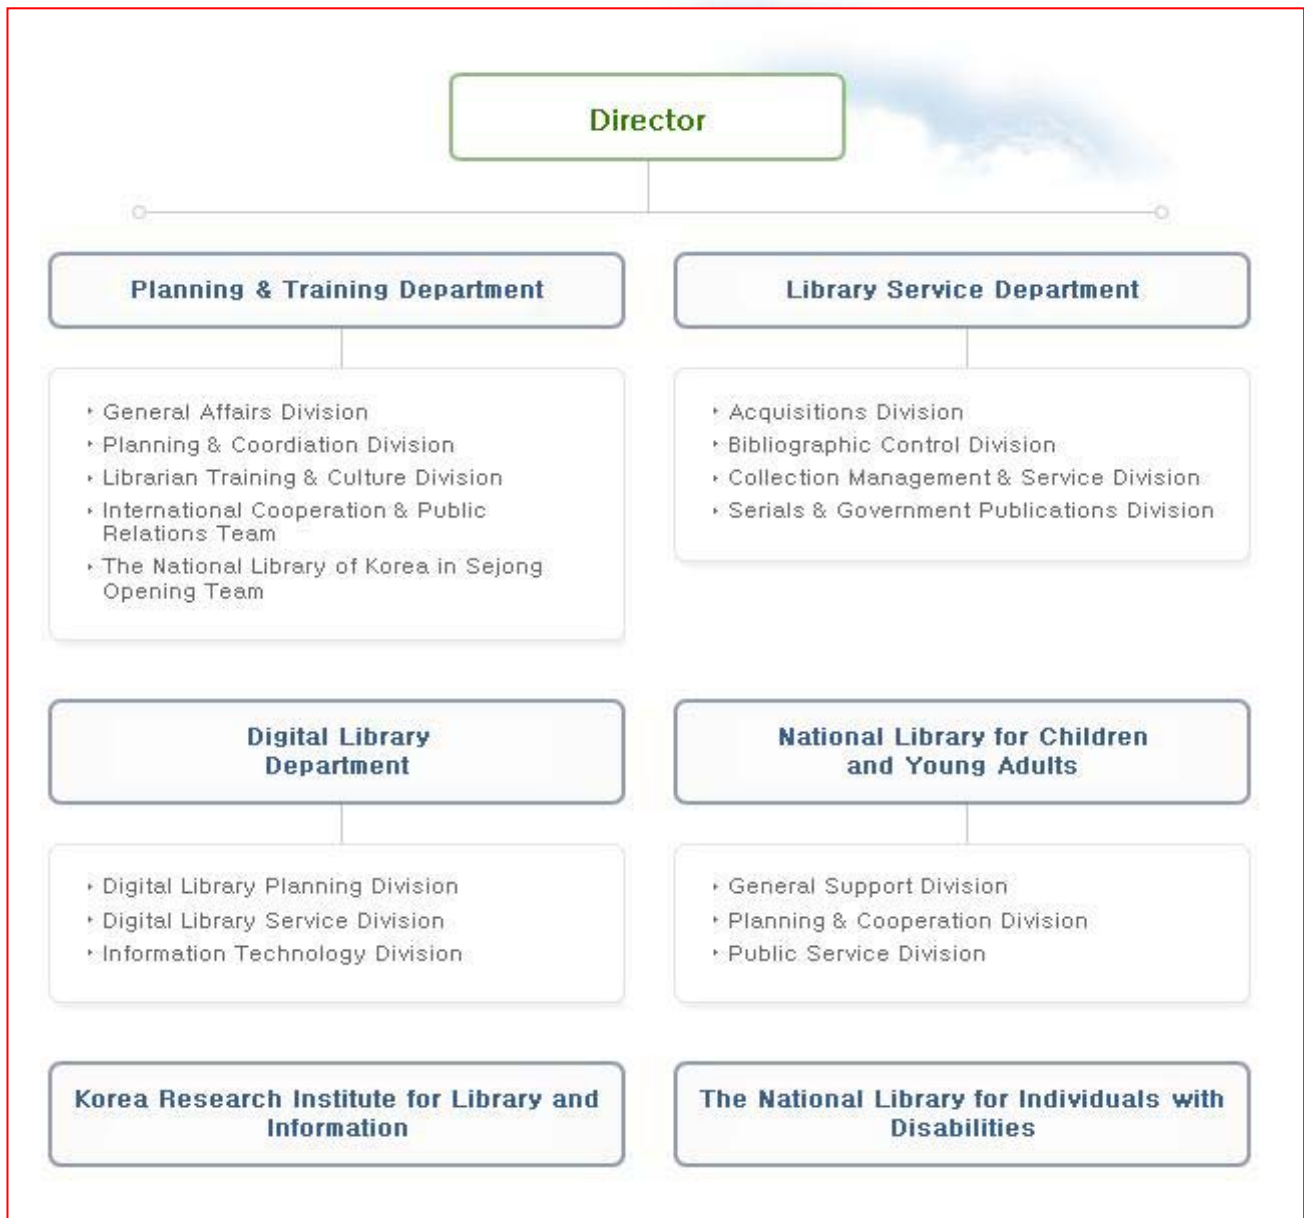 Director
Planning & Training Department
Library Service Department
‣ General Affairs Division
‣ Planning & Coordiation Division
‣ Librarian Training & Culture Division
‣ International Cooperation & Public
Relations Team
‣ The National Library of Korea in Sejong
Opening Team
‣ Acquisitions Division
‣ Bibliographic Control Division
‣ Collection Management & Service Division
‣ Serials & Government Publications Division
Digital Library
Department
National Library for Children
and Young Adults
‣ Digital Library Planning Division
‣ Digital Library Service Division
‣ Information Technology Division
‣ General Support Division
‣ Planning & Cooperation Division
‣ Public Service Division
Korea Research Institute for Library and
Information
The National Library for Individuals with
Disabilities